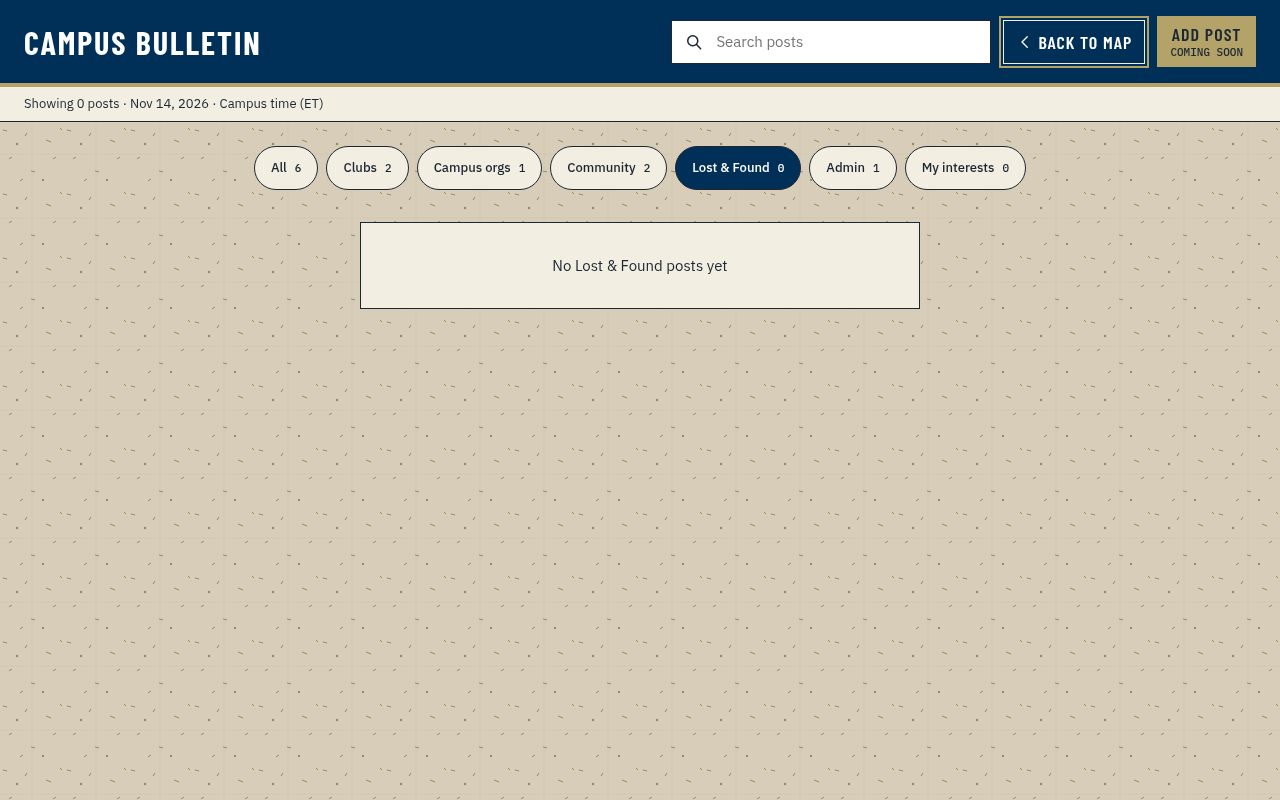 CAMPUS BULLETIN
Search posts
BACK TO MAP
ADD POST
COMING SOON
Showing 0 posts · Nov 14, 2026 · Campus time (ET)
All 6
Clubs 2
Campus orgs 1
Community 2
Lost & Found 0
Admin 1
My interests 0
No Lost & Found posts yet